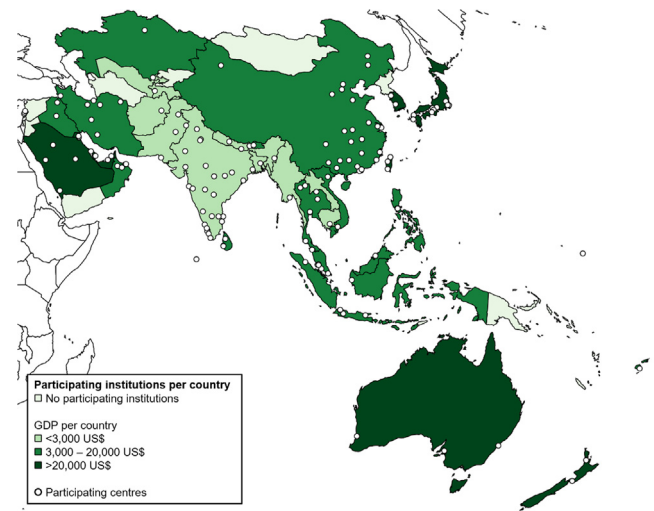 Participating institutions per country
No participating institutions
GDP per country
<3,000 US$
3,000 – 20,000 US$
>20,000 US$
Participating centres